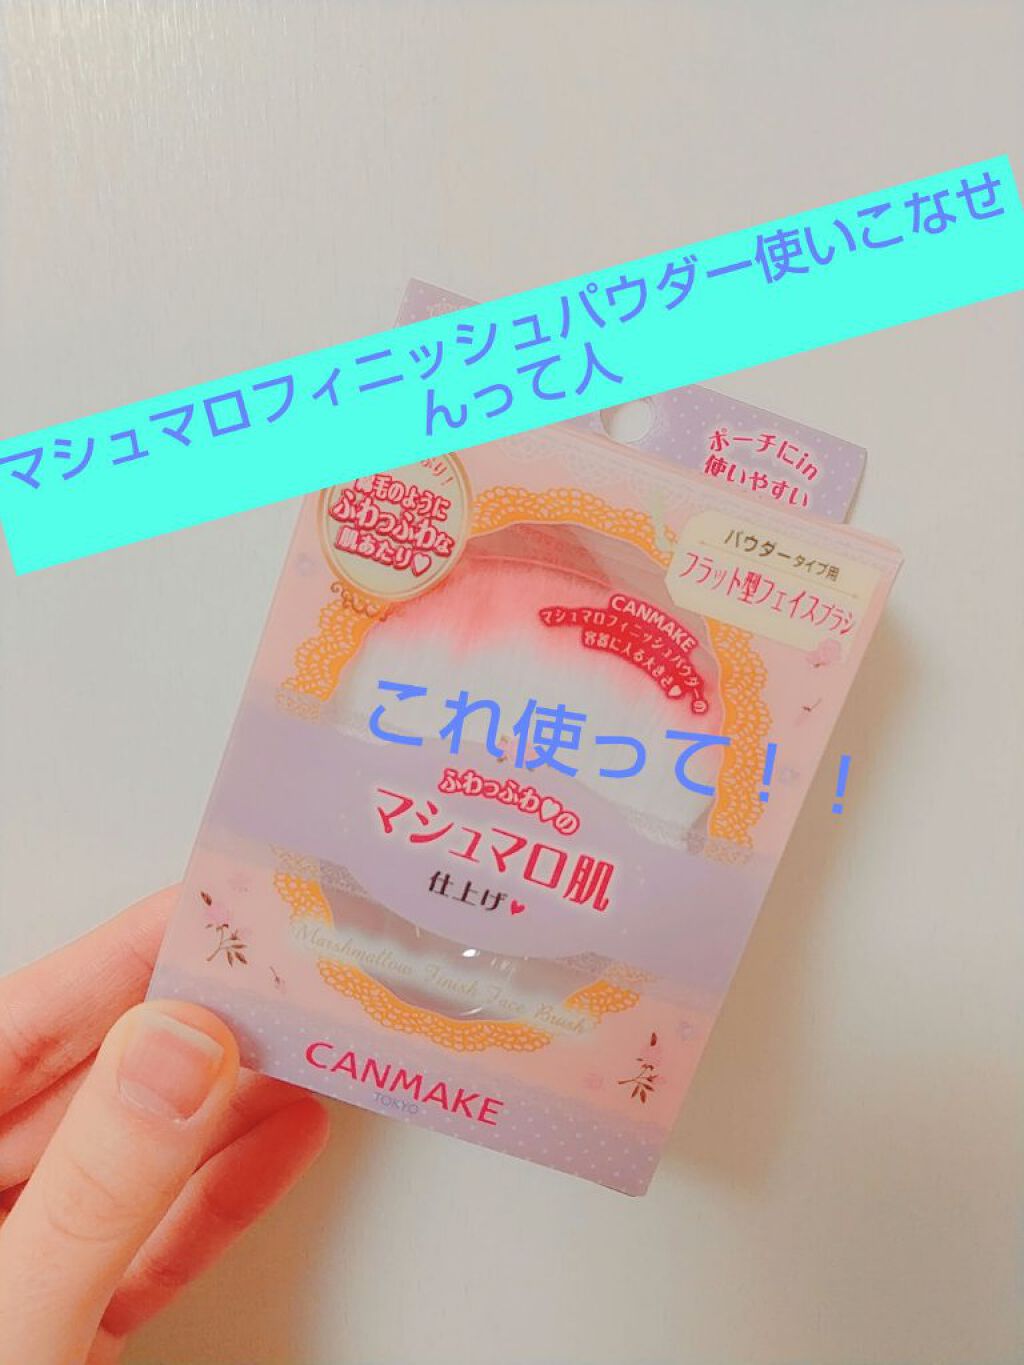 マシュマロフィニッシュパウダー使いこなせ
んって人
ポーチにin
使いやすい
毛のように
ふわっふわな
肌あたり♥
パウダータイプ用
フラット型フェイスブラシ
CANMAKE
マシュマロフィニッシュパウダーの
容器に入る大きさ♥
これ使って！！
ふわっふわ♥の
マシュマロ肌
仕上げ♥
Marshmallow Finish Face Brush
CANMAKE
TOKYO